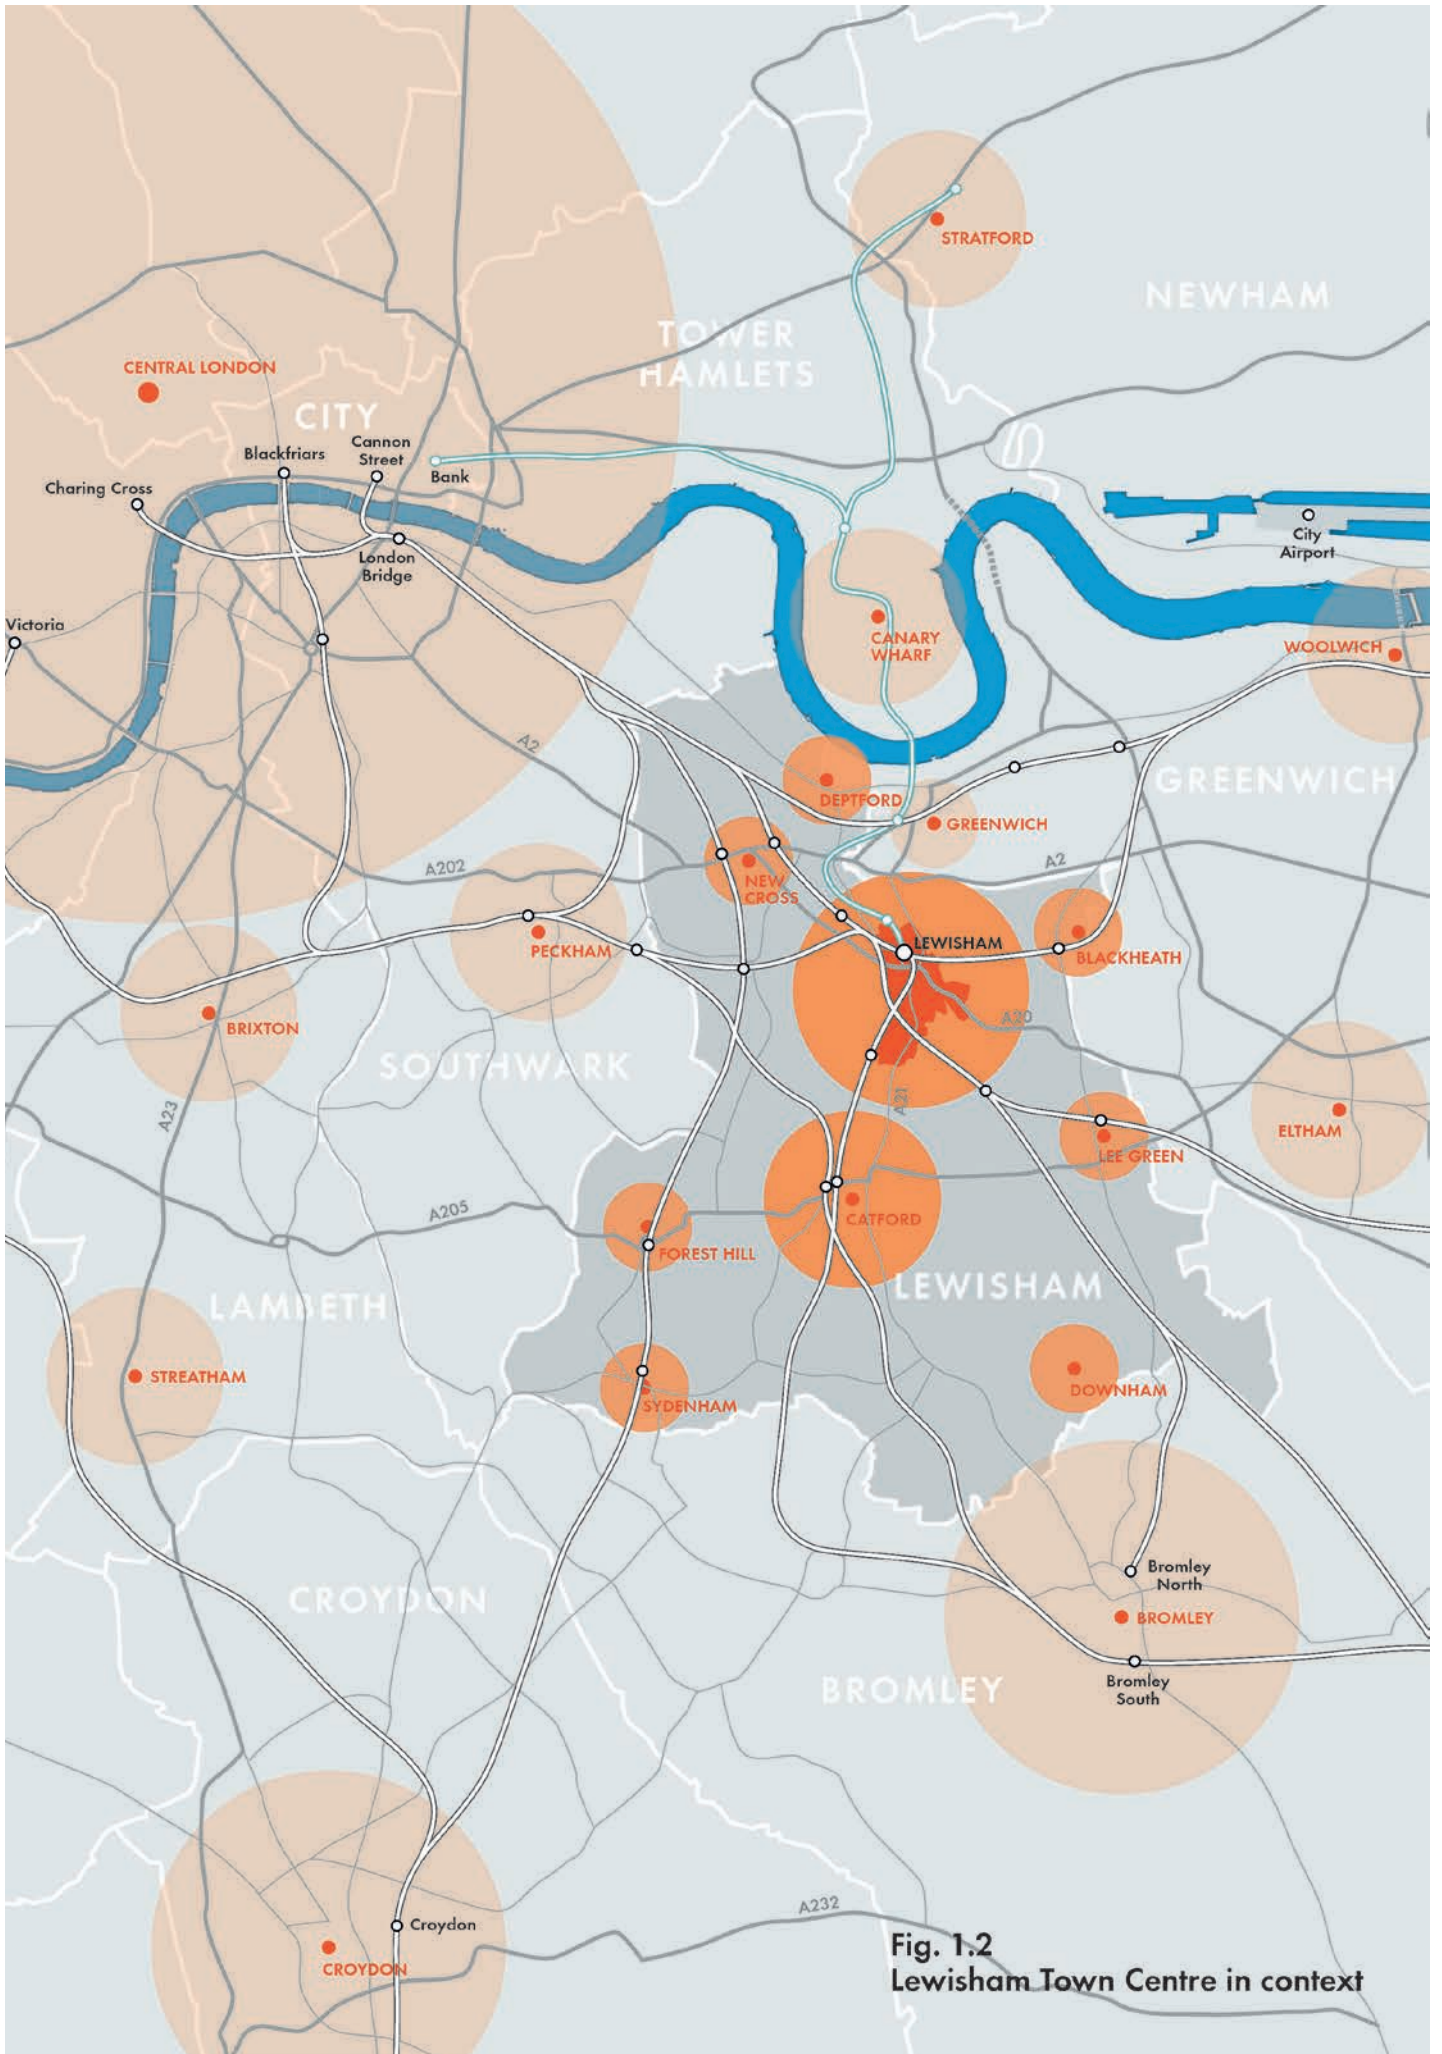 STRATFORD
NEWHAM
TOWER
HAMLETS
CENTRAL LONDON
CITY
Cannon
Street
Blackfriars
Bank
Charing Cross
London
Bridge
City
Airport
Victoria
CANARY
WHARF
WOOLWICH
A2
DEPTFORD
GREENWICH
GREENWICH
A202
A2
NEW
CROSS
PECKHAM
LEWISHAM
BLACKHEATH
BRIXTON
A20
SOUTHWARK
A21
A23
ELTHAM
LEE GREEN
A205
CATFORD
FOREST HILL
LEWISHAM
LAMBETH
STREATHAM
DOWNHAM
SYDENHAM
Bromley
North
CROYDON
BROMLEY
BROMLEY
Bromley
South
A232
Croydon
CROYDON
Fig. 1.2
Lewisham Town Centre in context